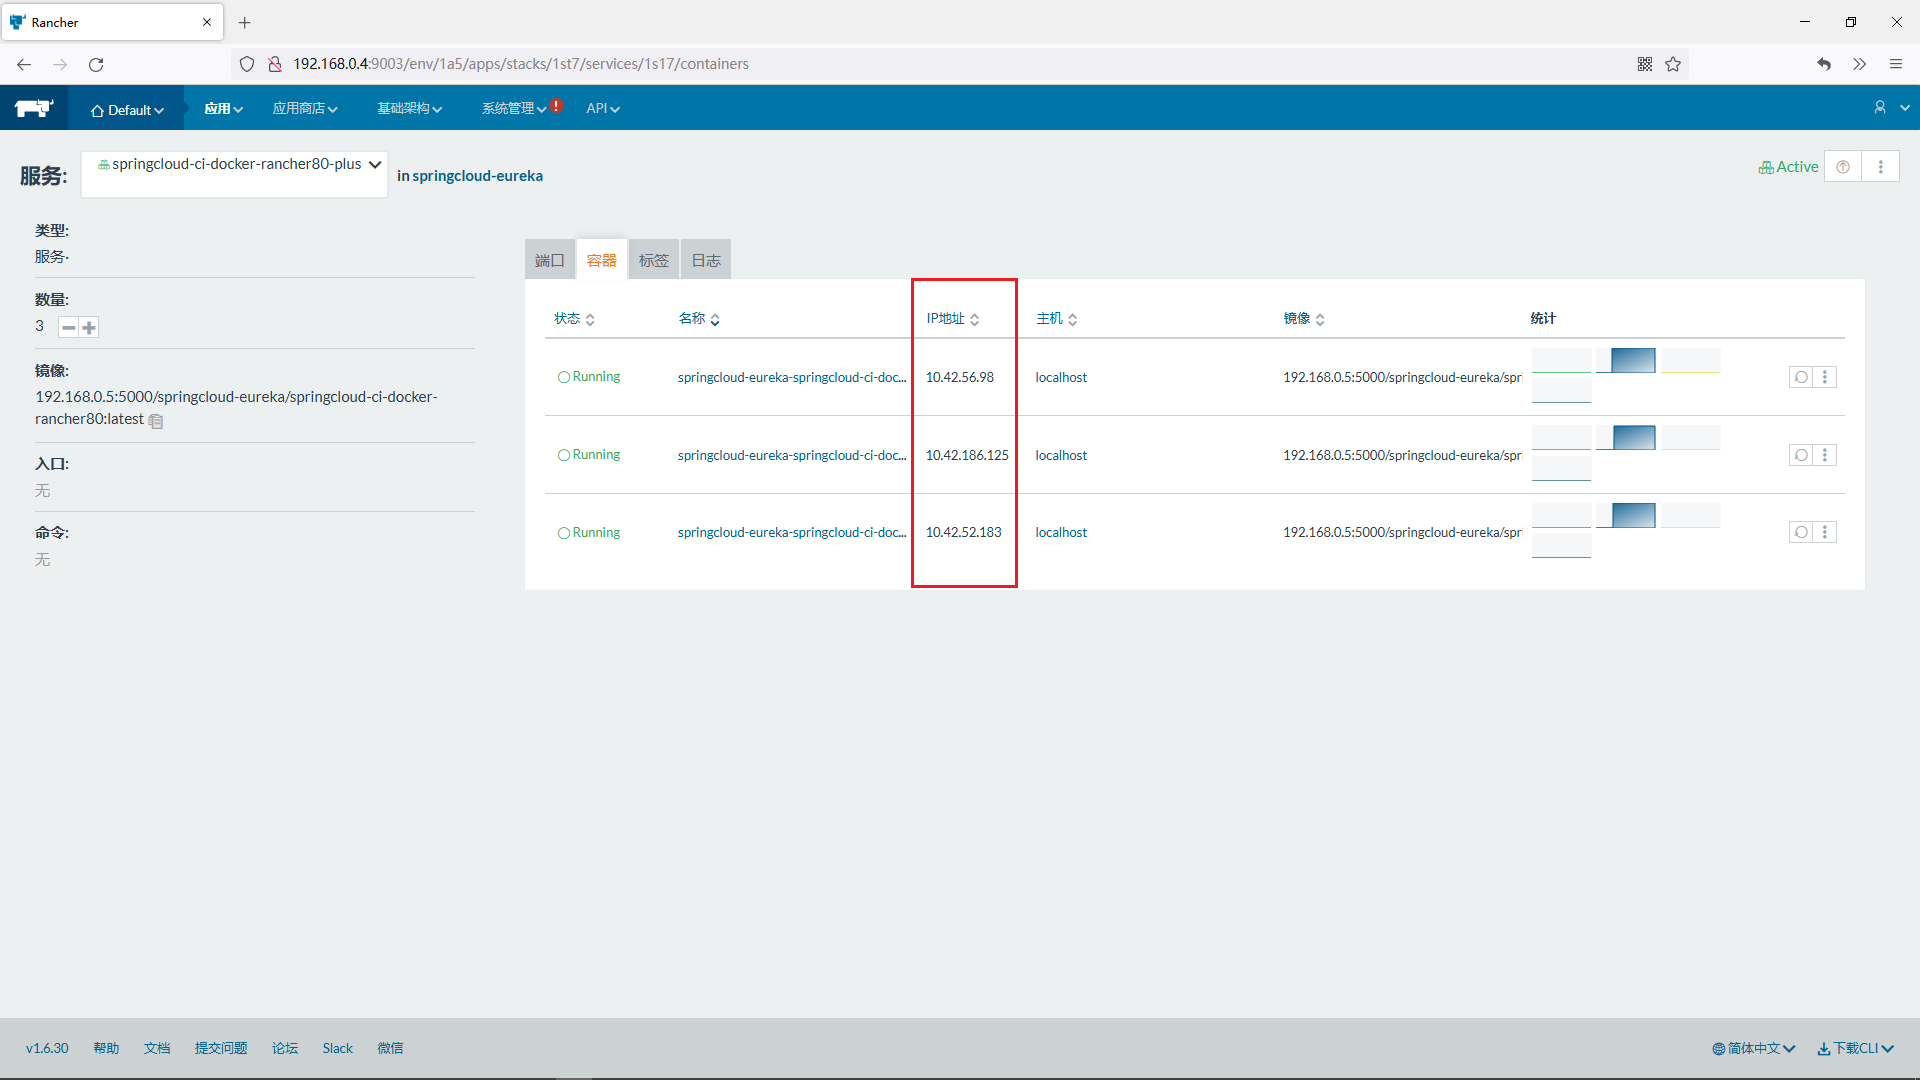 Rancher
192.168.0.4:9003/env/1a5/apps/stacks/1st7/services/1s17/containers
Default 应用 应用商店 基础架构 系统管理 ! API
服务: springcloud-ci-docker-rancher80-plus in springcloud-eureka
Active
类型:
服务·
数量:
3
镜像:
192.168.0.5:5000/springcloud-eureka/springcloud-ci-docker-
rancher80:latest
入口:
无
命令:
无
端口 容器 标签 日志
状态 名称 IP地址 主机 镜像 统计
Running springcloud-eureka-springcloud-ci-doc... 10.42.56.98 localhost 192.168.0.5:5000/springcloud-eureka/spri
Running springcloud-eureka-springcloud-ci-doc... 10.42.186.125 localhost 192.168.0.5:5000/springcloud-eureka/spri
Running springcloud-eureka-springcloud-ci-doc... 10.42.52.183 localhost 192.168.0.5:5000/springcloud-eureka/spri
v1.6.30 帮助 文档 提交问题 论坛 Slack 微信 简体中文 下载CLI